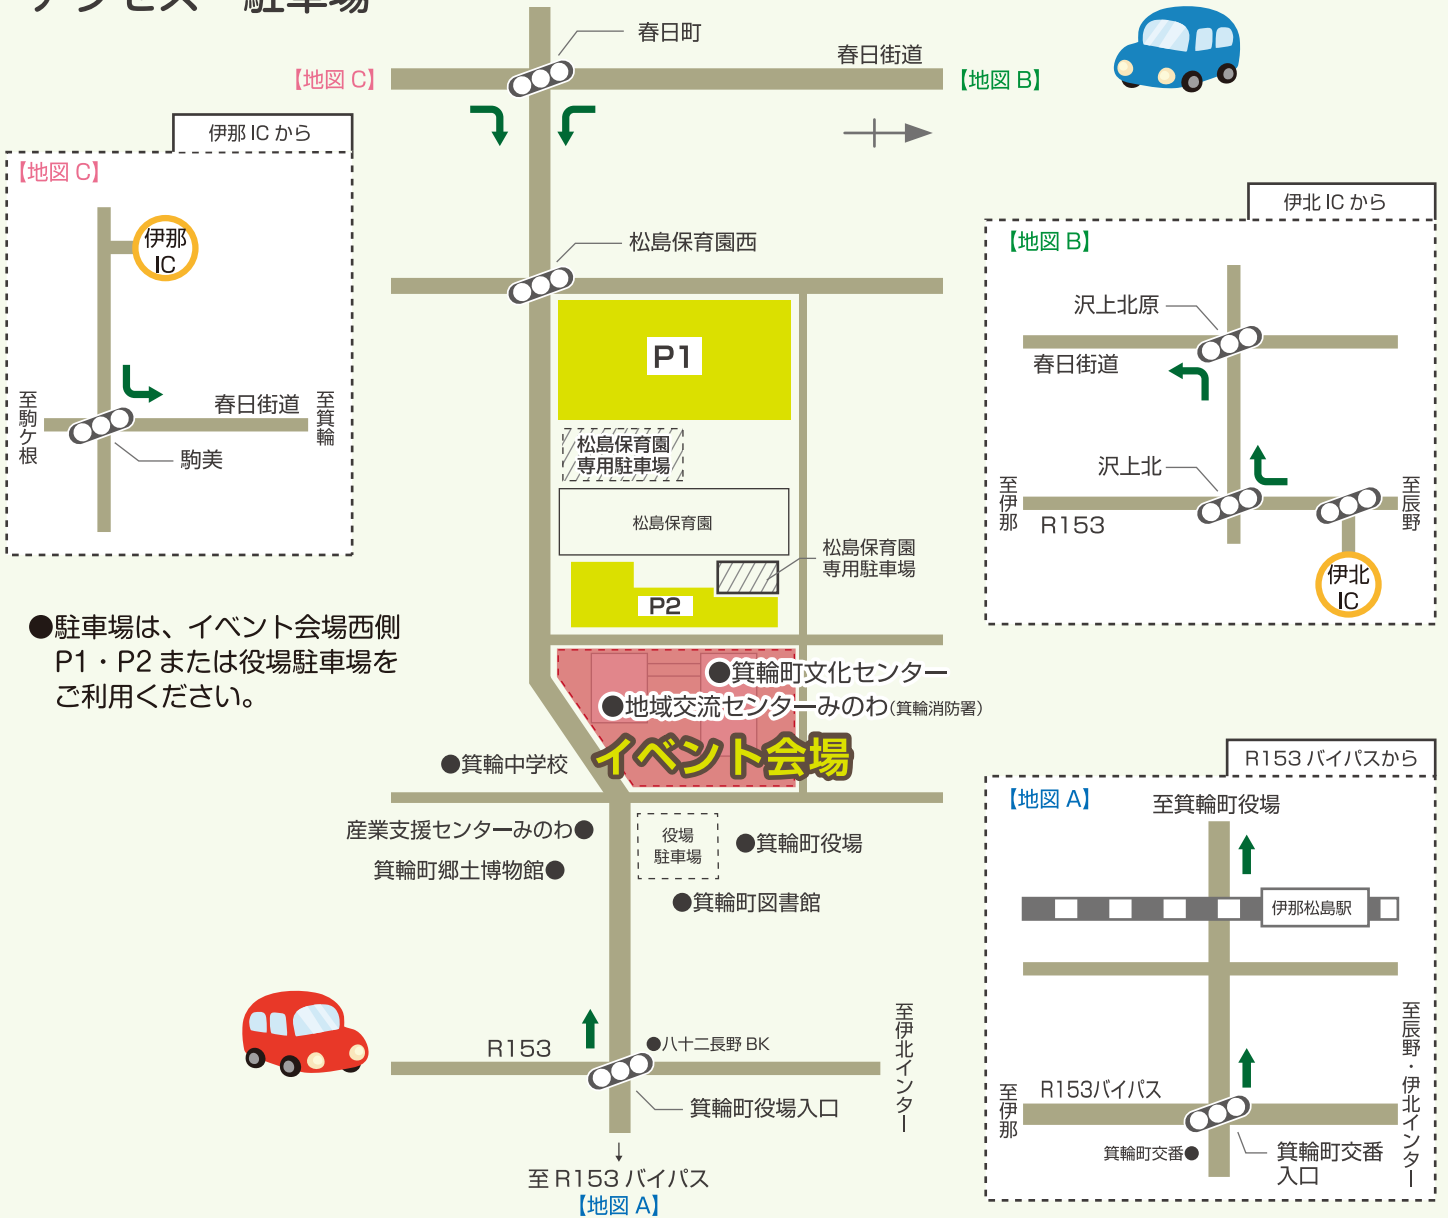 アクセス 駐車場
春日町
春日街道
【地図 C】
【地図 B】
伊那 IC から
【地図 C】
伊那
IC
春日街道
至駒ケ根
至箕輪
駒美
松島保育園西
伊北 IC から
【地図 B】
沢上北原
春日街道
沢上北
至伊那
R153
至辰野
伊北
IC
P1
松島保育園
専用駐車場
松島保育園
松島保育園
専用駐車場
P2
●駐車場は、イベント会場西側
P1・P2 または役場駐車場を
ご利用ください。
●箕輪町文化センター
●地域交流センターみのわ(箕輪消防署)
イベント会場
●箕輪中学校
産業支援センターみのわ●
箕輪町郷土博物館●
役場
駐車場
●箕輪町役場
●箕輪町図書館
R153
●八十二長野 BK
至伊北インター
箕輪町役場入口
↓
至 R153 バイパス
【地図 A】
R153 バイパスから
【地図 A】
至箕輪町役場
伊那松島駅
至辰野・伊北インター
R153バイパス
至伊那
箕輪町交番●
箕輪町交番
入口